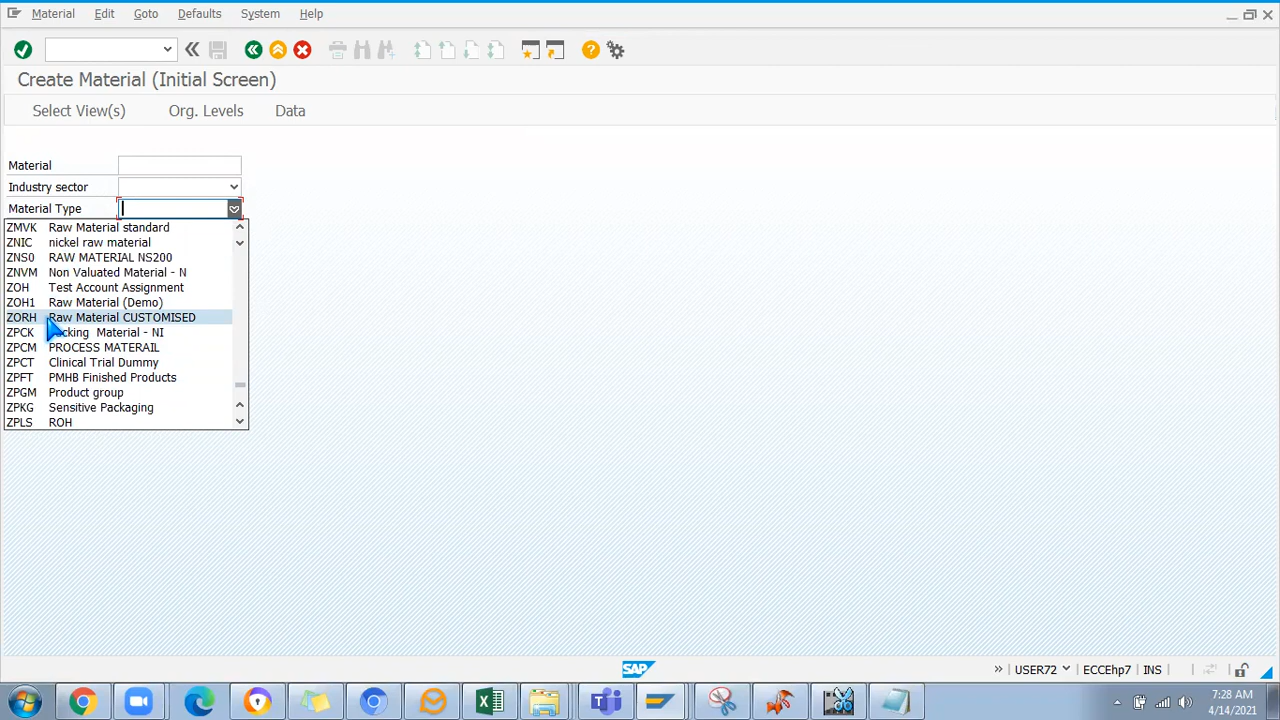 Material Edit Goto Defaults System Help
Create Material (Initial Screen)
Select View(s) Org. Levels Data
Material
Industry sector
Material Type
ZMVK Raw Material standard
ZNIC nickel raw material
ZNS0 RAW MATERIAL NS200
ZNVM Non Valuated Material - N
ZOH Test Account Assignment
ZOH1 Raw Material (Demo)
ZORH Raw Material CUSTOMISED
ZPCK Material - NI
ZPCM PROCESS MATERAIL
ZPCT Clinical Trial Dummy
ZPFT PMHB Finished Products
ZPGM Product group
ZPKG Sensitive Packaging
ZPLS ROH
SAP
» USER72 ECCEhp7 INS
7:28 AM
4/14/2021